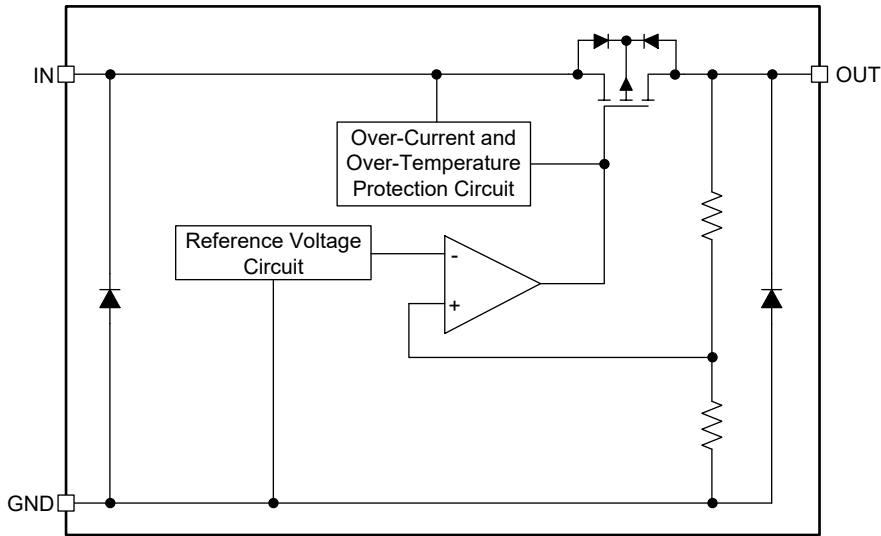 IN
OUT
Over-Current and
Over-Temperature
Protection Circuit
Reference Voltage
Circuit
-
+
GND